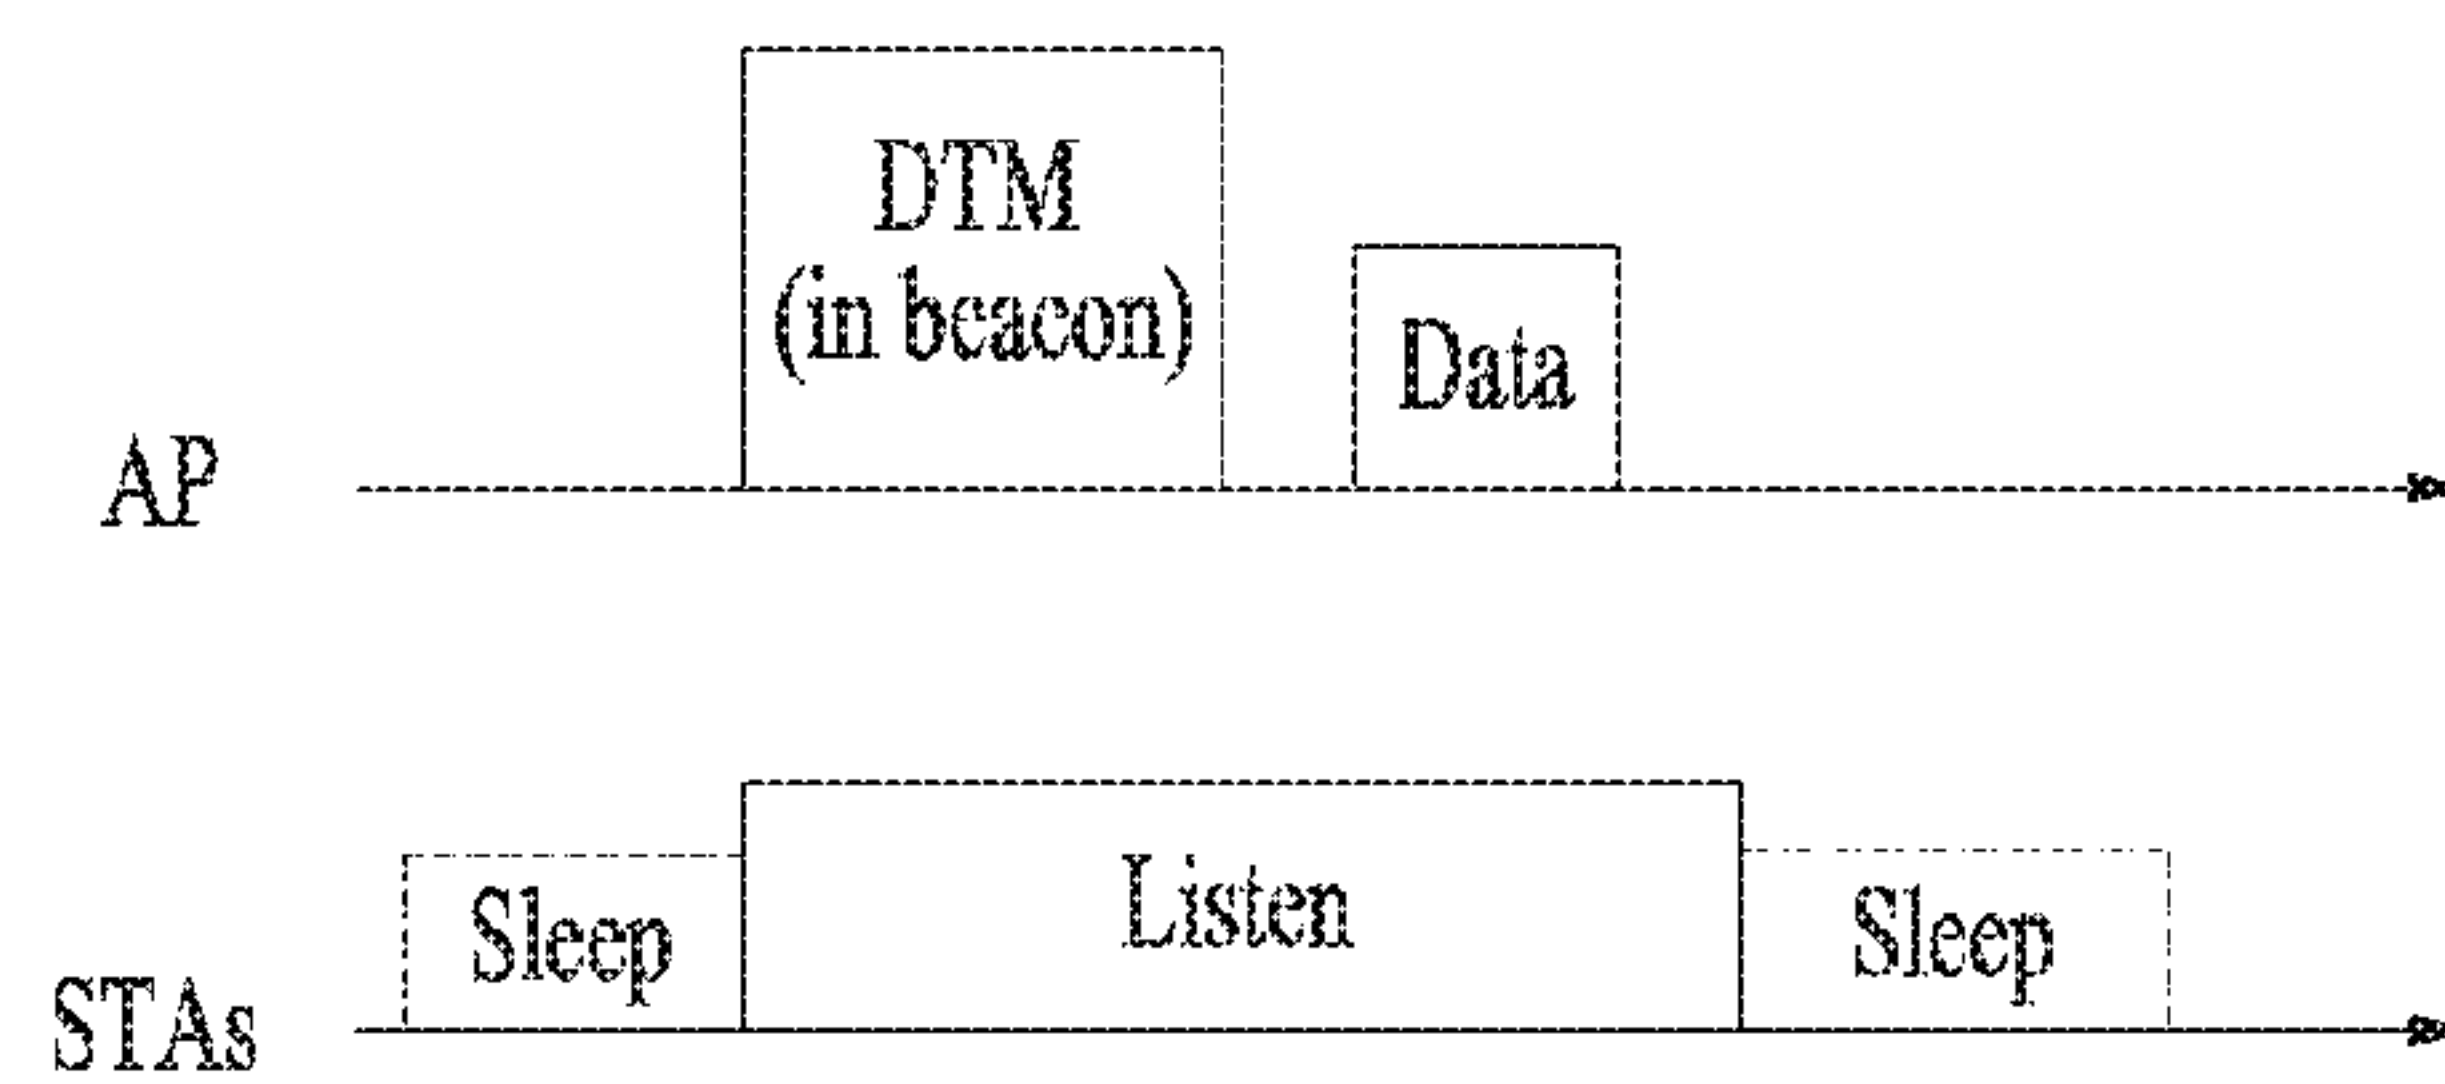 DTM
(in beacon)
Data
AP
Listen
Sleep
Sleep
STAs